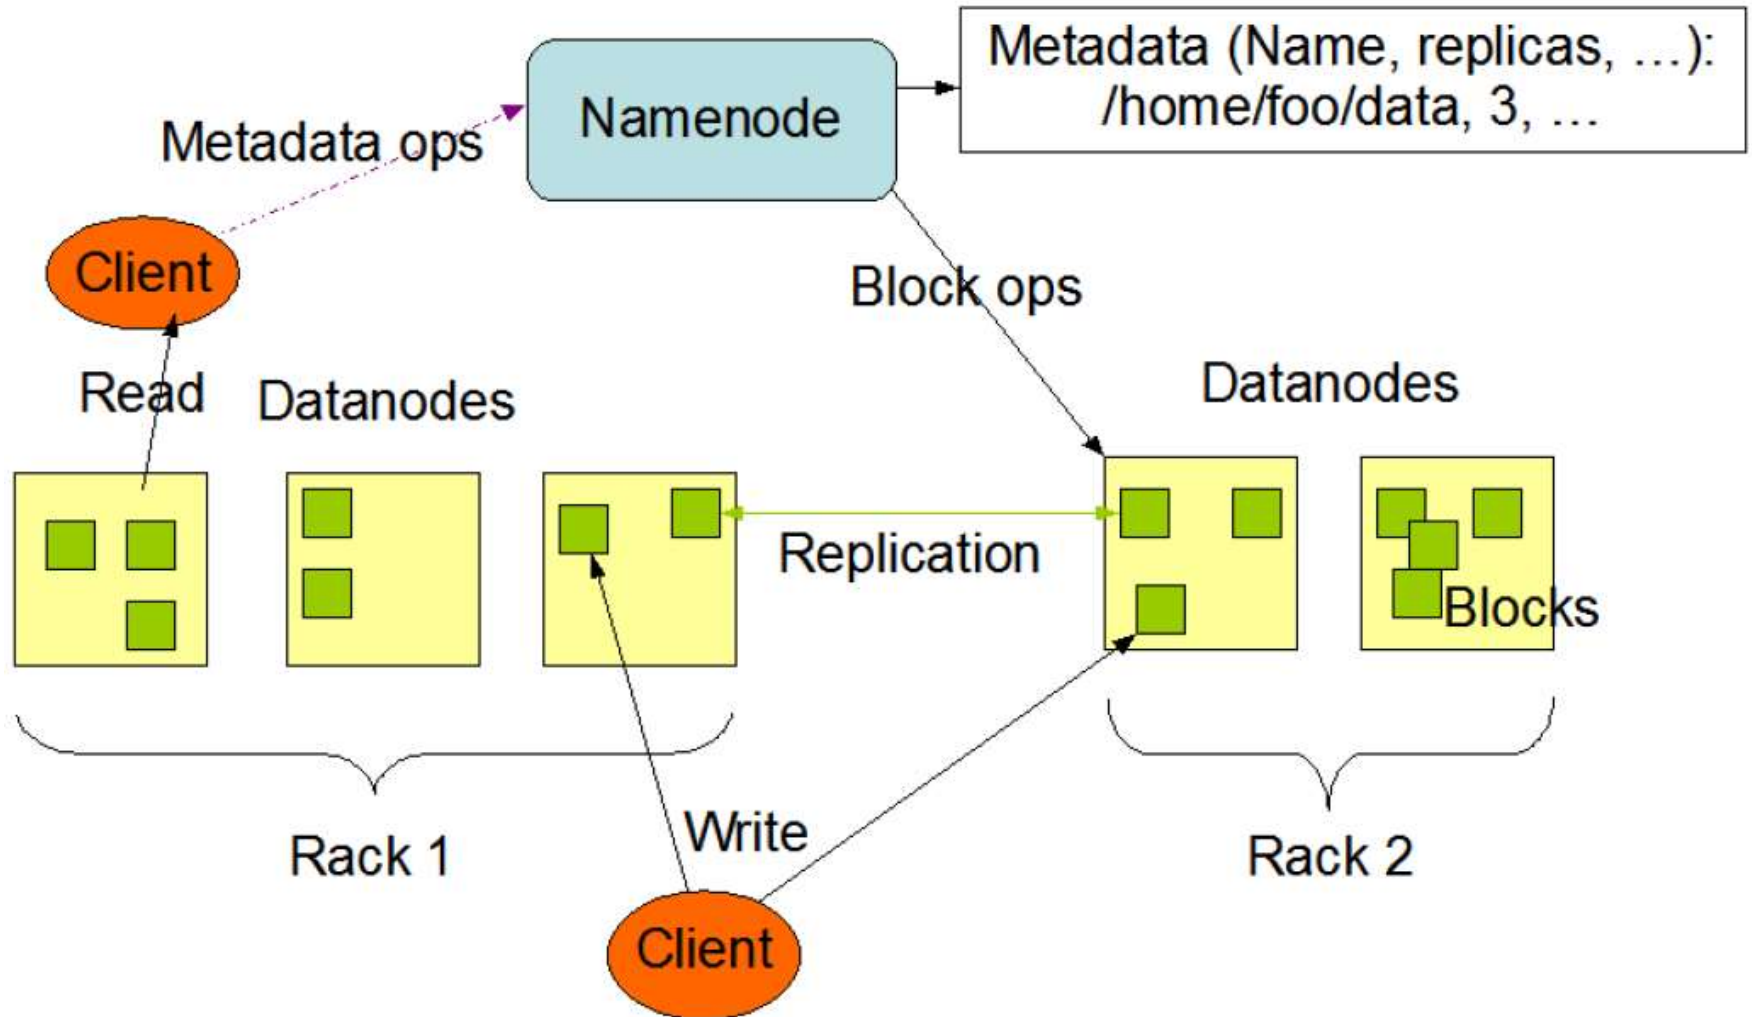 Metadata (Name, replicas, …):
/home/foo/data, 3, …
Namenode
Metadata ops
Client
Block ops
Read
Datanodes
Datanodes
Replication
Blocks
Write
Rack 1
Rack 2
Client